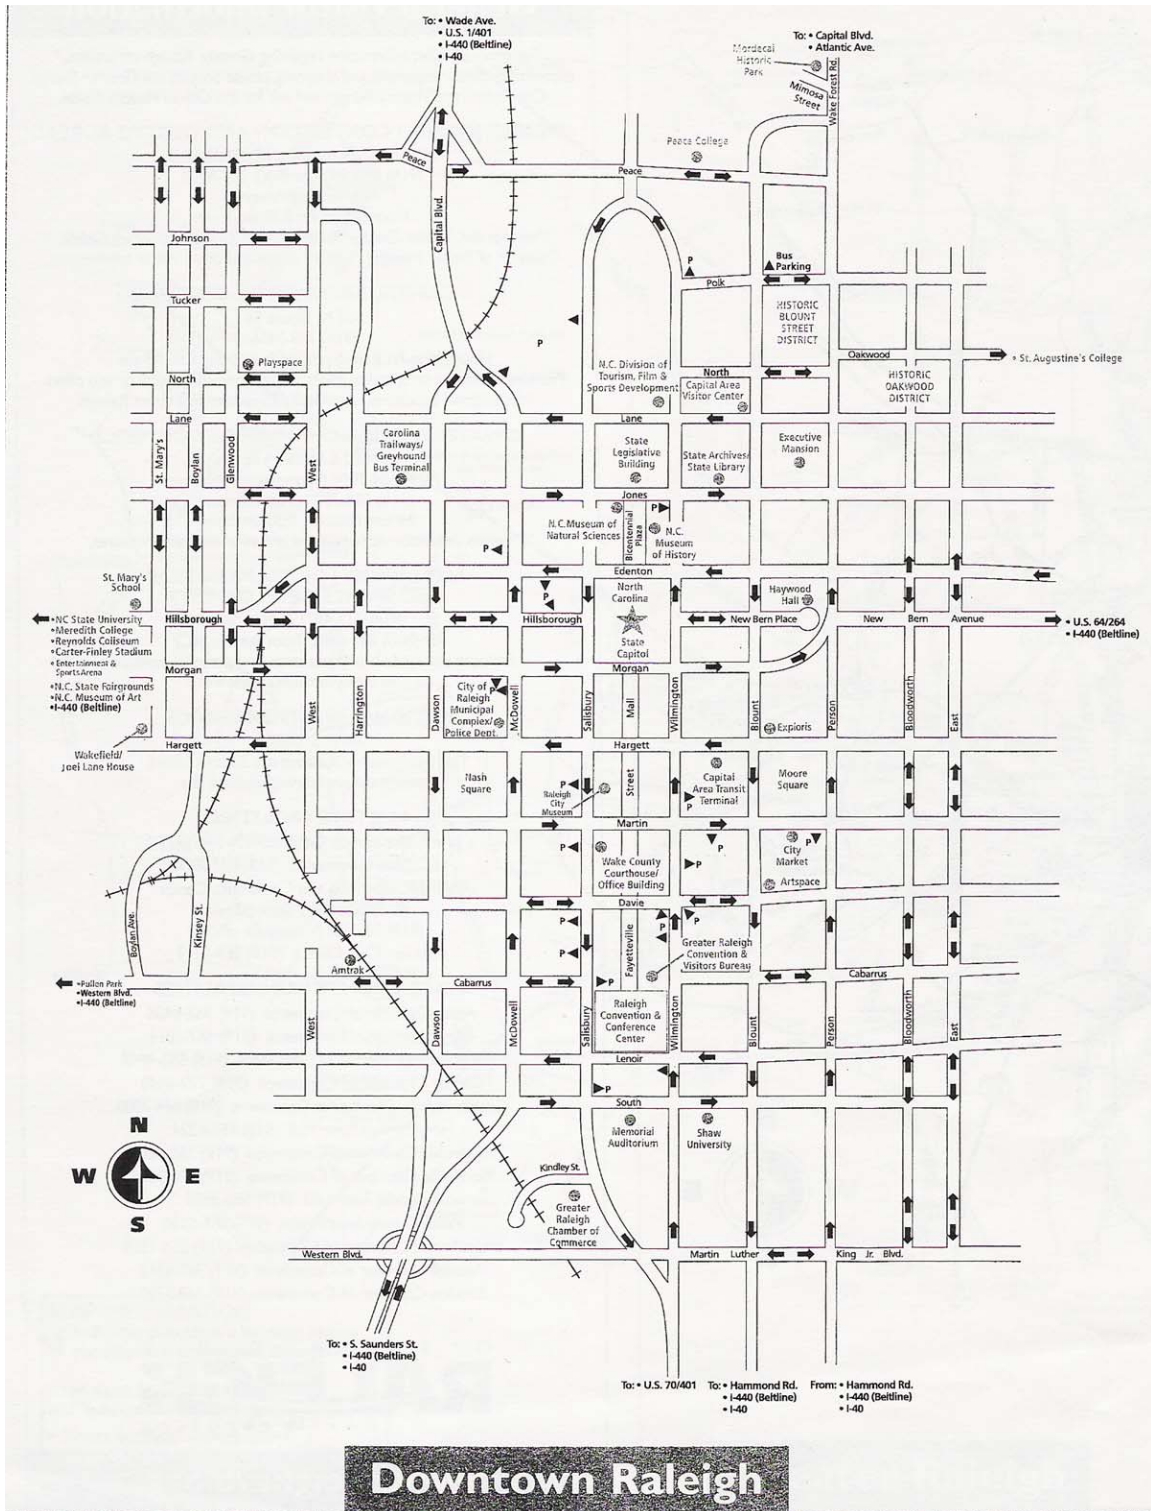 To: • Wade Ave.
• U.S. 1/401
• I-440 (Beltline)
• I-40
To: • Capital Blvd.
• Atlantic Ave.
Mordecai
Historic
Park
Mimosa
Street
Wake Forest Rd.
Peace College
Peace
Peace
Capital Blvd.
Johnson
Bus
Parking
P
Polk
Tucker
HISTORIC
BLOUNT
STREET
DISTRICT
P
Oakwood
• St. Augustine's College
Playspace
N.C. Division of
Tourism, Film &
Sports Development
North
North
Capital Area
Visitor Center
HISTORIC
OAKWOOD
DISTRICT
Lane
Lane
St. Mary's
Boylan
Glenwood
West
Carolina
Trailways/
Greyhound
Bus Terminal
State
Legislative
Building
State Archives/
State Library
Executive
Mansion
Jones
P
N.C. Museum of
Natural Sciences
Bicentennial
Plaza
N.C.
Museum
of History
P
Edenton
St. Mary's
School
P
North
Carolina
State
Capitol
Haywood
Hall
• NC State University
• Meredith College
• Reynolds Coliseum
• Carter-Finley Stadium
• Entertainment &
Sports Arena
• N.C. State Fairgrounds
• N.C. Museum of Art
• I-440 (Beltline)
Hillsborough
Hillsborough
New Bern Place
New Bern Avenue
• U.S. 64/264
• I-440 (Beltline)
Morgan
Morgan
West
Harrington
Dawson
City of
Raleigh
Municipal
Complex/
Police Dept.
P
McDowell
Salisbury
Mall
Wilmington
Blount
Exploris
Person
Bloodworth
East
Wakefield/
Joel Lane House
Hargett
Hargett
Nash
Square
P
Raleigh
City
Museum
Street
Capital
Area Transit
Terminal
P
Moore
Square
Martin
P
Wake County
Courthouse/
Office Building
P
P
City
Market
P
Artspace
Davie
Boylan Ave.
Kinsey St.
P
P
P
P
Fayetteville
Greater Raleigh
Convention &
Visitors Bureau
Amtrak
Cabarrus
Cabarrus
• Pullen Park
• Western Blvd.
• I-440 (Beltline)
West
Dawson
McDowell
Salisbury
Raleigh
Convention &
Conference
Center
Wilmington
Blount
Person
Bloodworth
East
Lenoir
P
South
Memorial
Auditorium
Shaw
University
N
W E
S
Kindley St.
Greater
Raleigh
Chamber of
Commerce
Western Blvd.
Martin Luther King Jr. Blvd.
To: • S. Saunders St.
• I-440 (Beltline)
• I-40
To: • U.S. 70/401
To: • Hammond Rd.
• I-440 (Beltline)
• I-40
From: • Hammond Rd.
• I-440 (Beltline)
• I-40
Downtown Raleigh